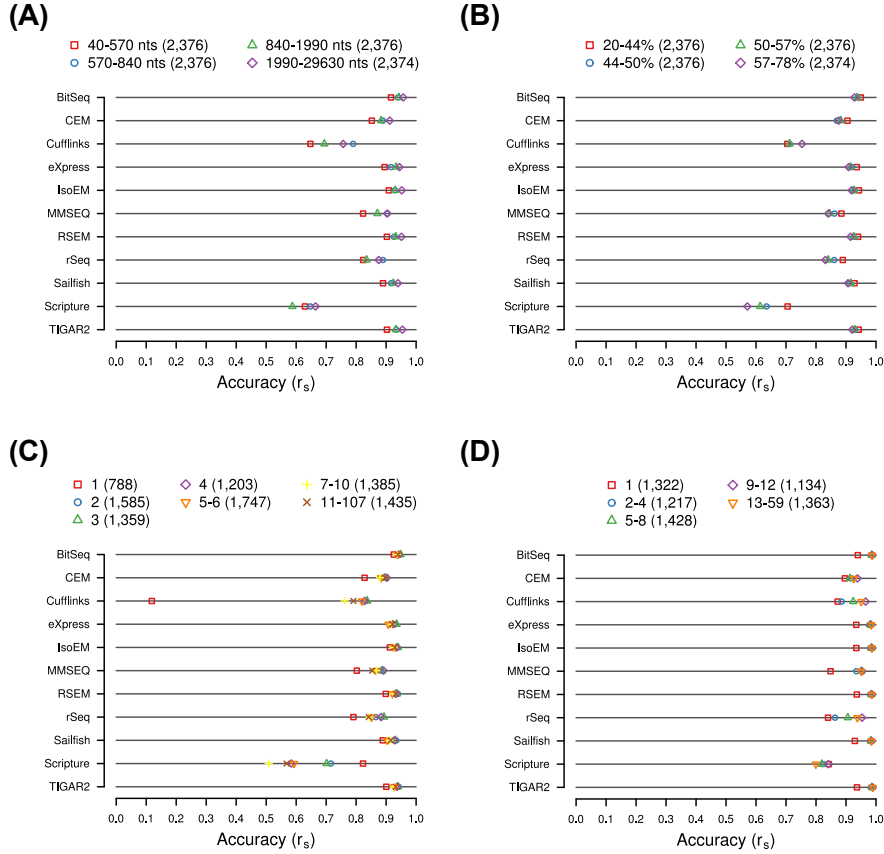 (A)
40-570 nts (2,376)
840-1990 nts (2,376)
570-840 nts (2,376)
1990-29630 nts (2,374)
BitSeq
CEM
Cufflinks
eXpress
IsoEM
MMSEQ
RSEM
rSeq
Sailfish
Scripture
TIGAR2
0.0 0.1 0.2 0.3 0.4 0.5 0.6 0.7 0.8 0.9 1.0
Accuracy (rs)
(B)
20-44% (2,376)
50-57% (2,376)
44-50% (2,376)
57-78% (2,374)
BitSeq
CEM
Cufflinks
eXpress
IsoEM
MMSEQ
RSEM
rSeq
Sailfish
Scripture
TIGAR2
0.0 0.1 0.2 0.3 0.4 0.5 0.6 0.7 0.8 0.9 1.0
Accuracy (rs)
(C)
1 (788)
4 (1,203)
7-10 (1,385)
2 (1,585)
5-6 (1,747)
11-107 (1,435)
3 (1,359)
BitSeq
CEM
Cufflinks
eXpress
IsoEM
MMSEQ
RSEM
rSeq
Sailfish
Scripture
TIGAR2
0.0 0.1 0.2 0.3 0.4 0.5 0.6 0.7 0.8 0.9 1.0
Accuracy (rs)
(D)
1 (1,322)
9-12 (1,134)
2-4 (1,217)
13-59 (1,363)
5-8 (1,428)
BitSeq
CEM
Cufflinks
eXpress
IsoEM
MMSEQ
RSEM
rSeq
Sailfish
Scripture
TIGAR2
0.0 0.1 0.2 0.3 0.4 0.5 0.6 0.7 0.8 0.9 1.0
Accuracy (rs)